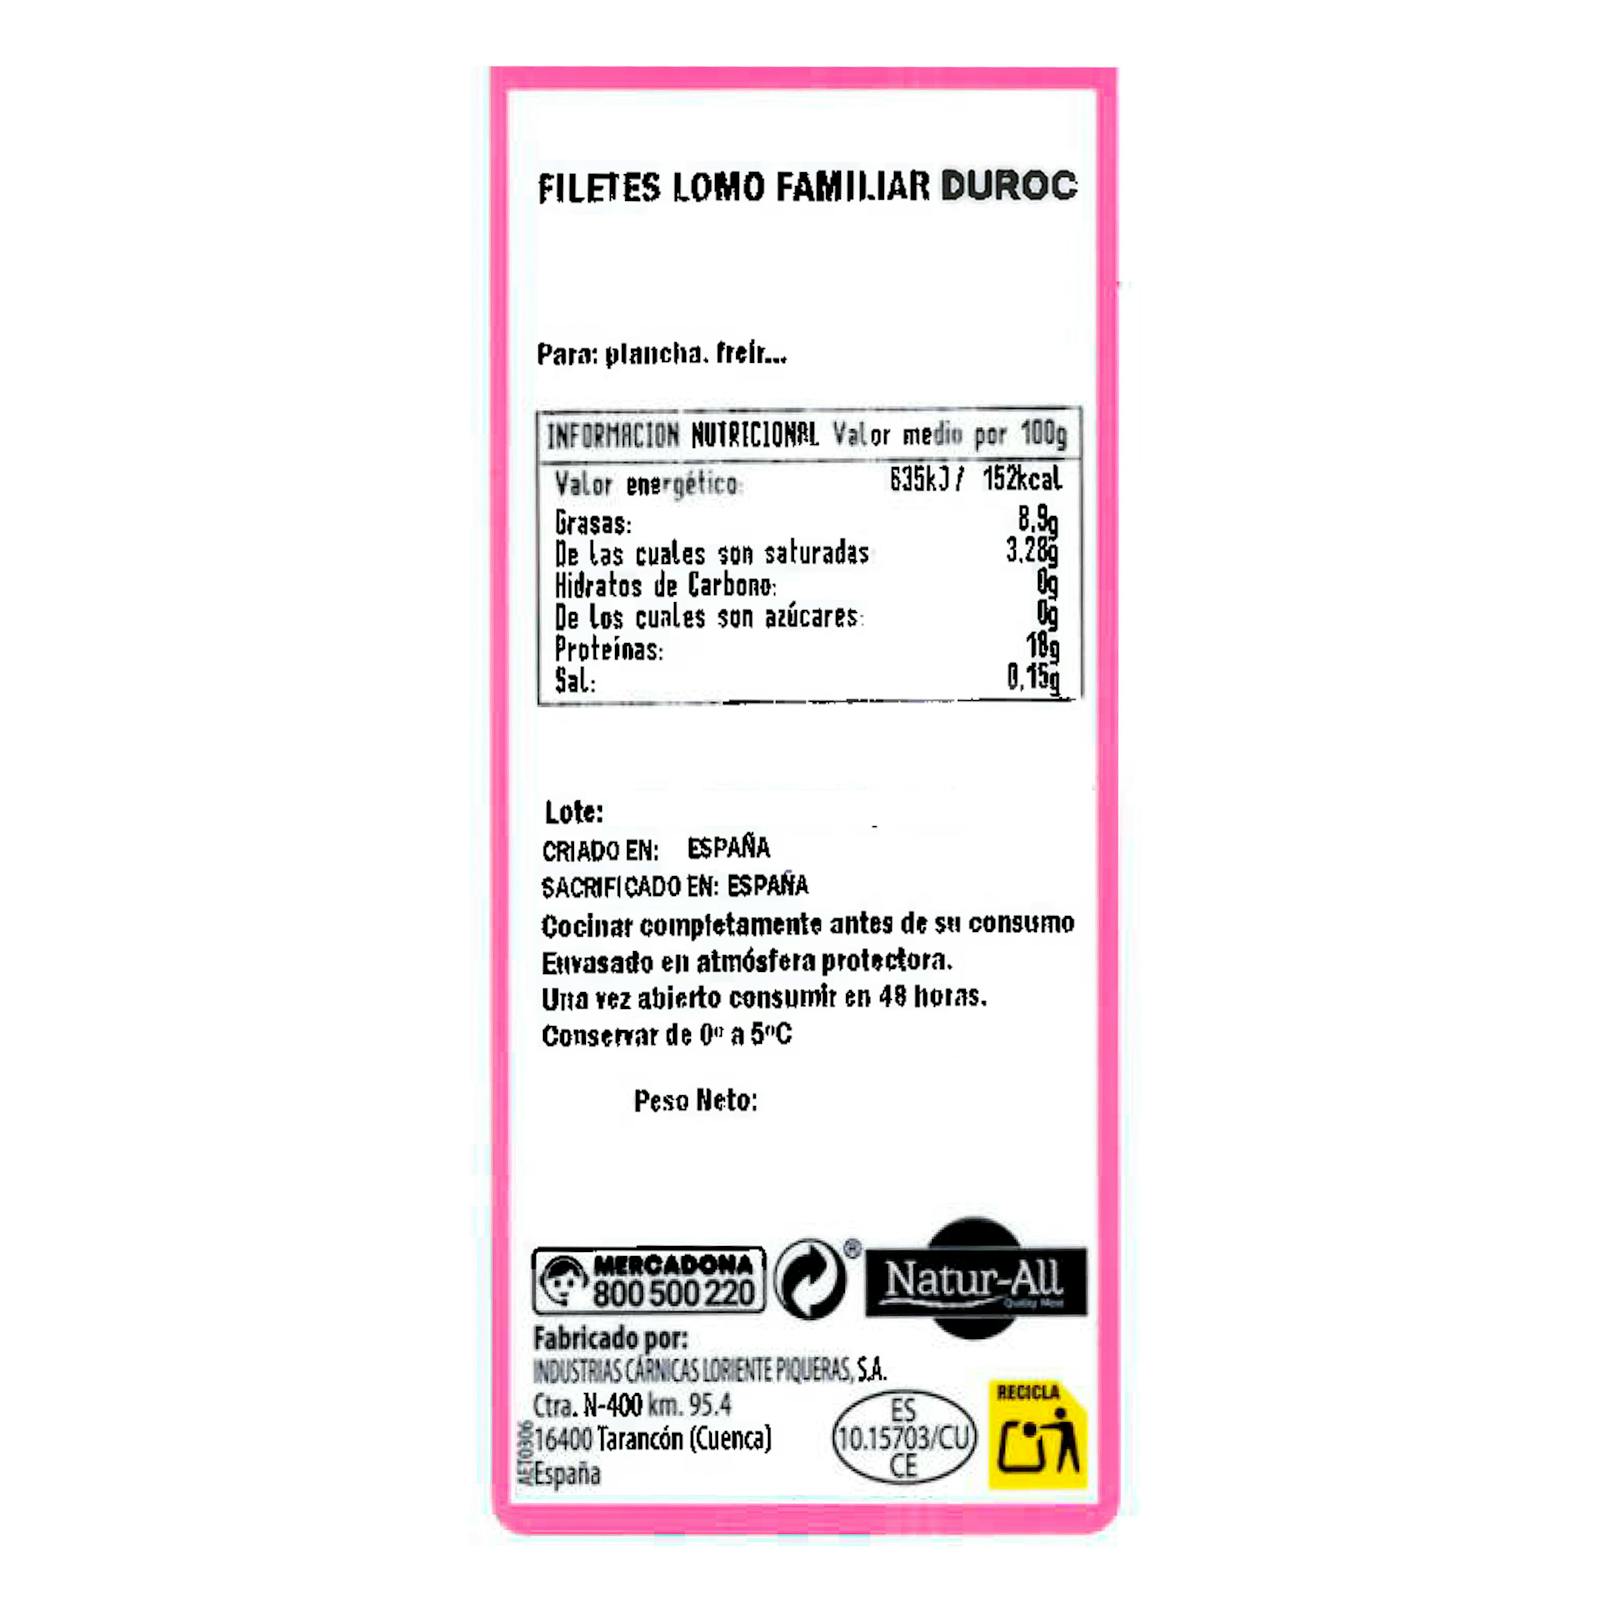 FILETES LOMO FAMILIAR DUROC
Para: plancha, freír...
INFORMACION NUTRICIONAL Valor medio por 100g
Valor energético: 635kJ/ 152kcal
Grasas: 8,9g
De las cuales son saturadas 3,28g
Hidratos de Carbono: 0g
De los cuales son azúcares: 0g
Proteínas: 18g
Sal: 0,15g
Lote:
CRIADO EN: ESPAÑA
SACRIFICADO EN: ESPAÑA
Cocinar completamente antes de su consumo
Envasado en atmósfera protectora.
Una vez abierto consumir en 48 horas.
Conservar de 0º a 5ºC
Peso Neto:
MERCADONA
800 500 220
®
Natur-All
Quality Meat
Fabricado por:
INDUSTRIAS CÁRNICAS LORIENTE PIQUERAS, S.A.
Ctra. N-400 km. 95.4
16400 Tarancón (Cuenca)
España
AET0306
ES
10.15703/CU
CE
RECICLA